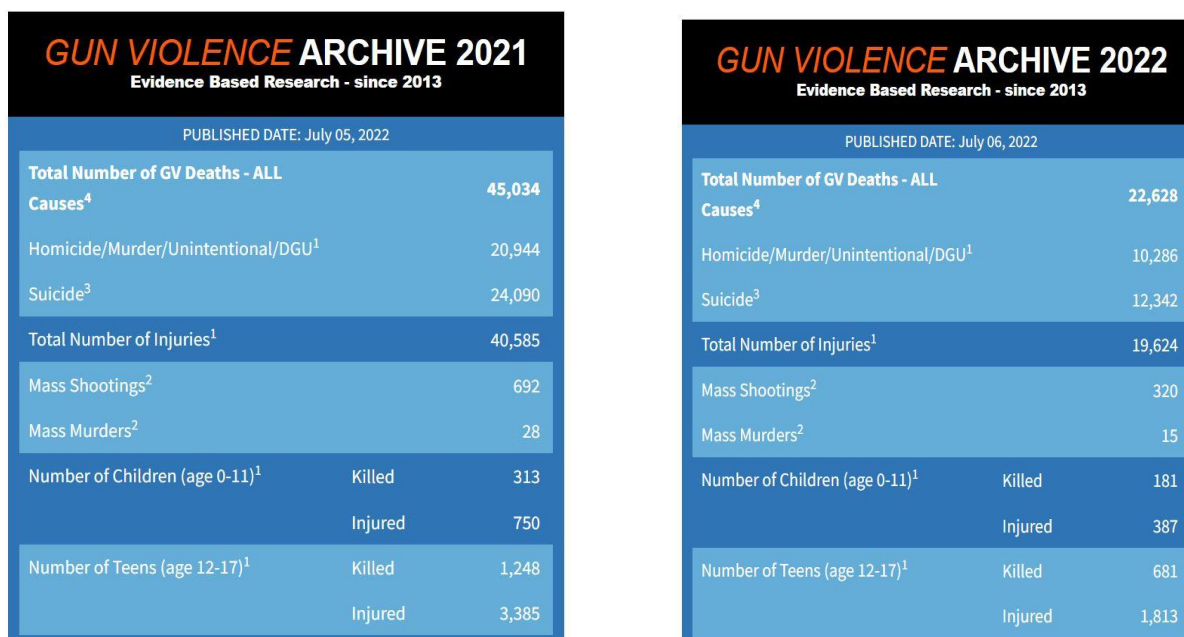 GUN VIOLENCE ARCHIVE 2021
Evidence Based Research - since 2013
PUBLISHED DATE: July 05, 2022
Total Number of GV Deaths - ALL
Causes4 45,034
Homicide/Murder/Unintentional/DGU1 20,944
Suicide3 24,090
Total Number of Injuries1 40,585
Mass Shootings2 692
Mass Murders2 28
Number of Children (age 0-11)1 Killed 313
Injured 750
Number of Teens (age 12-17)1 Killed 1,248
Injured 3,385
GUN VIOLENCE ARCHIVE 2022
Evidence Based Research - since 2013
PUBLISHED DATE: July 06, 2022
Total Number of GV Deaths - ALL
Causes4 22,628
Homicide/Murder/Unintentional/DGU1 10,286
Suicide3 12,342
Total Number of Injuries1 19,624
Mass Shootings2 320
Mass Murders2 15
Number of Children (age 0-11)1 Killed 181
Injured 387
Number of Teens (age 12-17)1 Killed 681
Injured 1,813